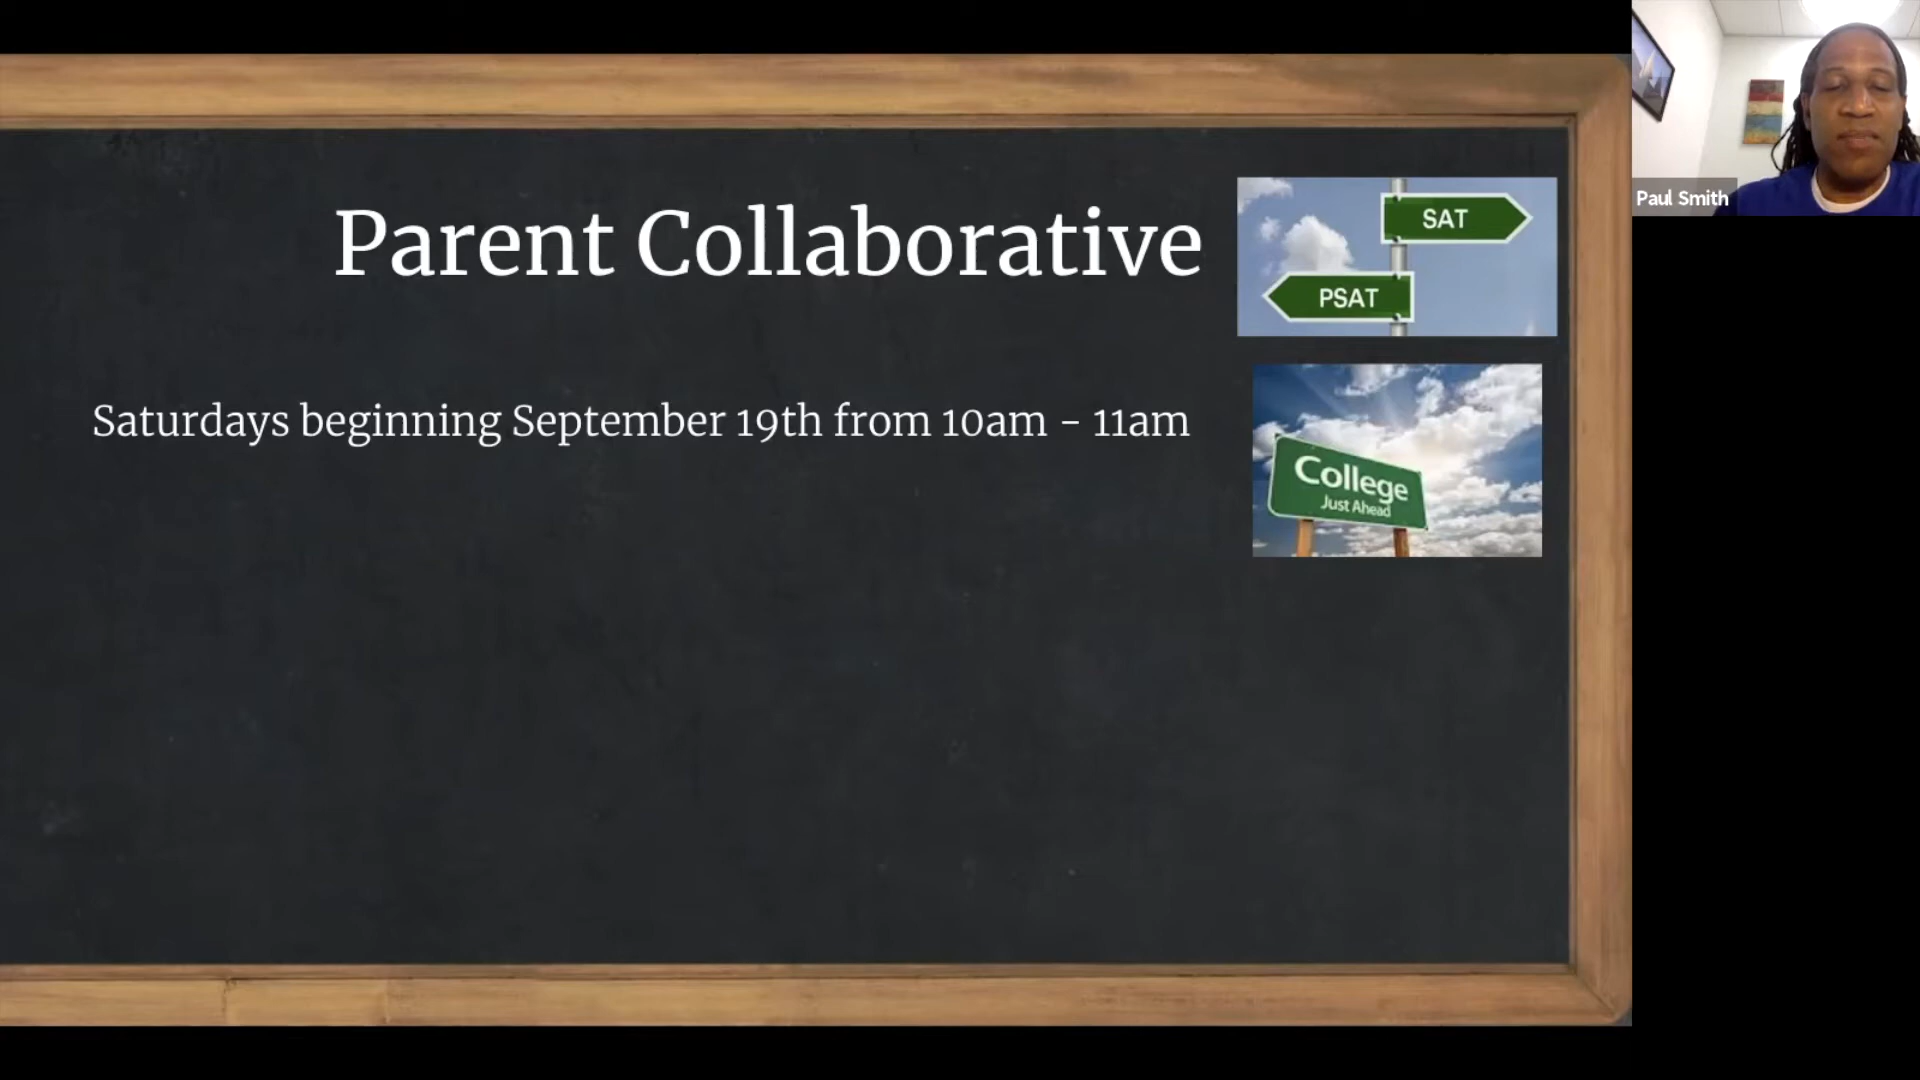 Parent Collaborative
Saturdays beginning September 19th from 10am - 11am
SAT
PSAT
College
Just Ahead
Paul Smith